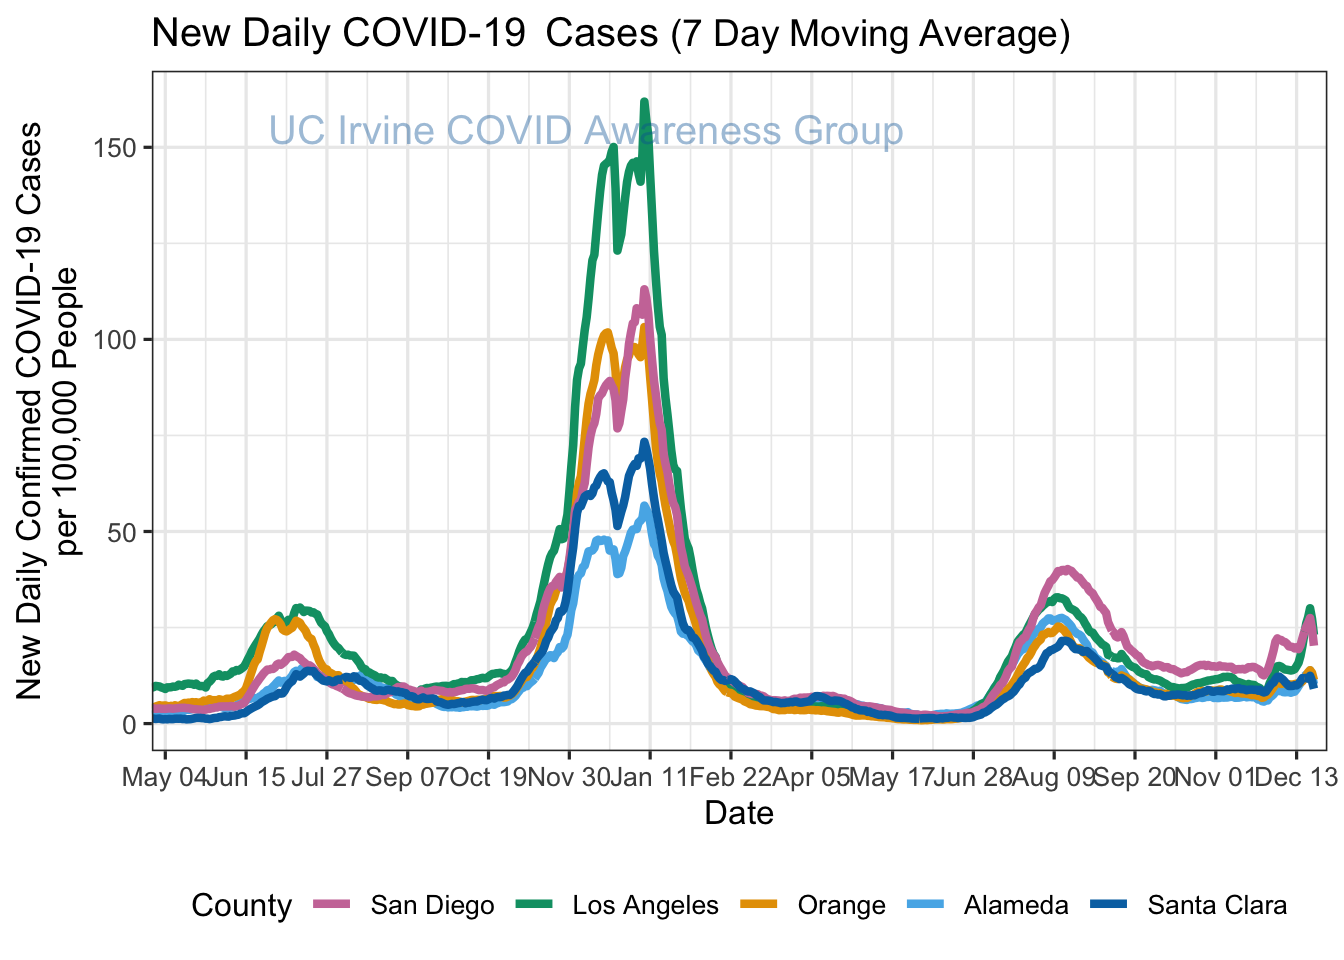 New Daily COVID-19 Cases (7 Day Moving Average)
UC Irvine COVID Awareness Group
New Daily Confirmed COVID-19 Cases
per 100,000 People
150
100
50
0
May 04 Jun 15 Jul 27 Sep 07 Oct 19 Nov 30 Jan 11 Feb 22 Apr 05 May 17 Jun 28 Aug 09 Sep 20 Nov 01 Dec 13
Date
County San Diego Los Angeles Orange Alameda Santa Clara